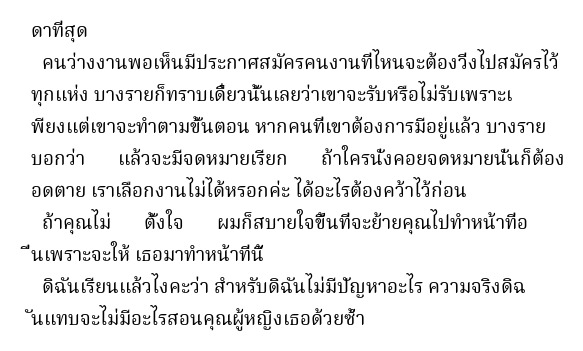 ดาที่สุด
คนว่างงานพอเห็นมีประกาศสมัครคนงานที่ไหนจะต้องวิ่งไปสมัครไว้
ทุกแห่ง บางรายก็ทราบเดี๋ยวนั้นเลยว่าเขาจะรับหรือไม่รับเพราะเ
พียงแต่เขาจะทำตามขั้นตอน หากคนที่เขาต้องการมีอยู่แล้ว บางราย
บอกว่า แล้วจะมีจดหมายเรียก ถ้าใครนั่งคอยจดหมายนั่นก็ต้อง
อดตาย เราเลือกงานไม่ได้หรอกค่ะ ได้อะไรต้องคว้าไว้ก่อน
ถ้าคุณไม่ ตั้งใจ ผมก็สบายใจขึ้นที่จะย้ายคุณไปทำหน้าที่อ
ื่นเพราะจะให้ เธอมาทำหน้าที่นี้
ดิฉันเรียนแล้วไงคะว่า สำหรับดิฉันไม่มีปัญหาอะไร ความจริงดิฉ
ันแทบจะไม่มีอะไรสอนคุณผู้หญิงเธอด้วยซ้ำ